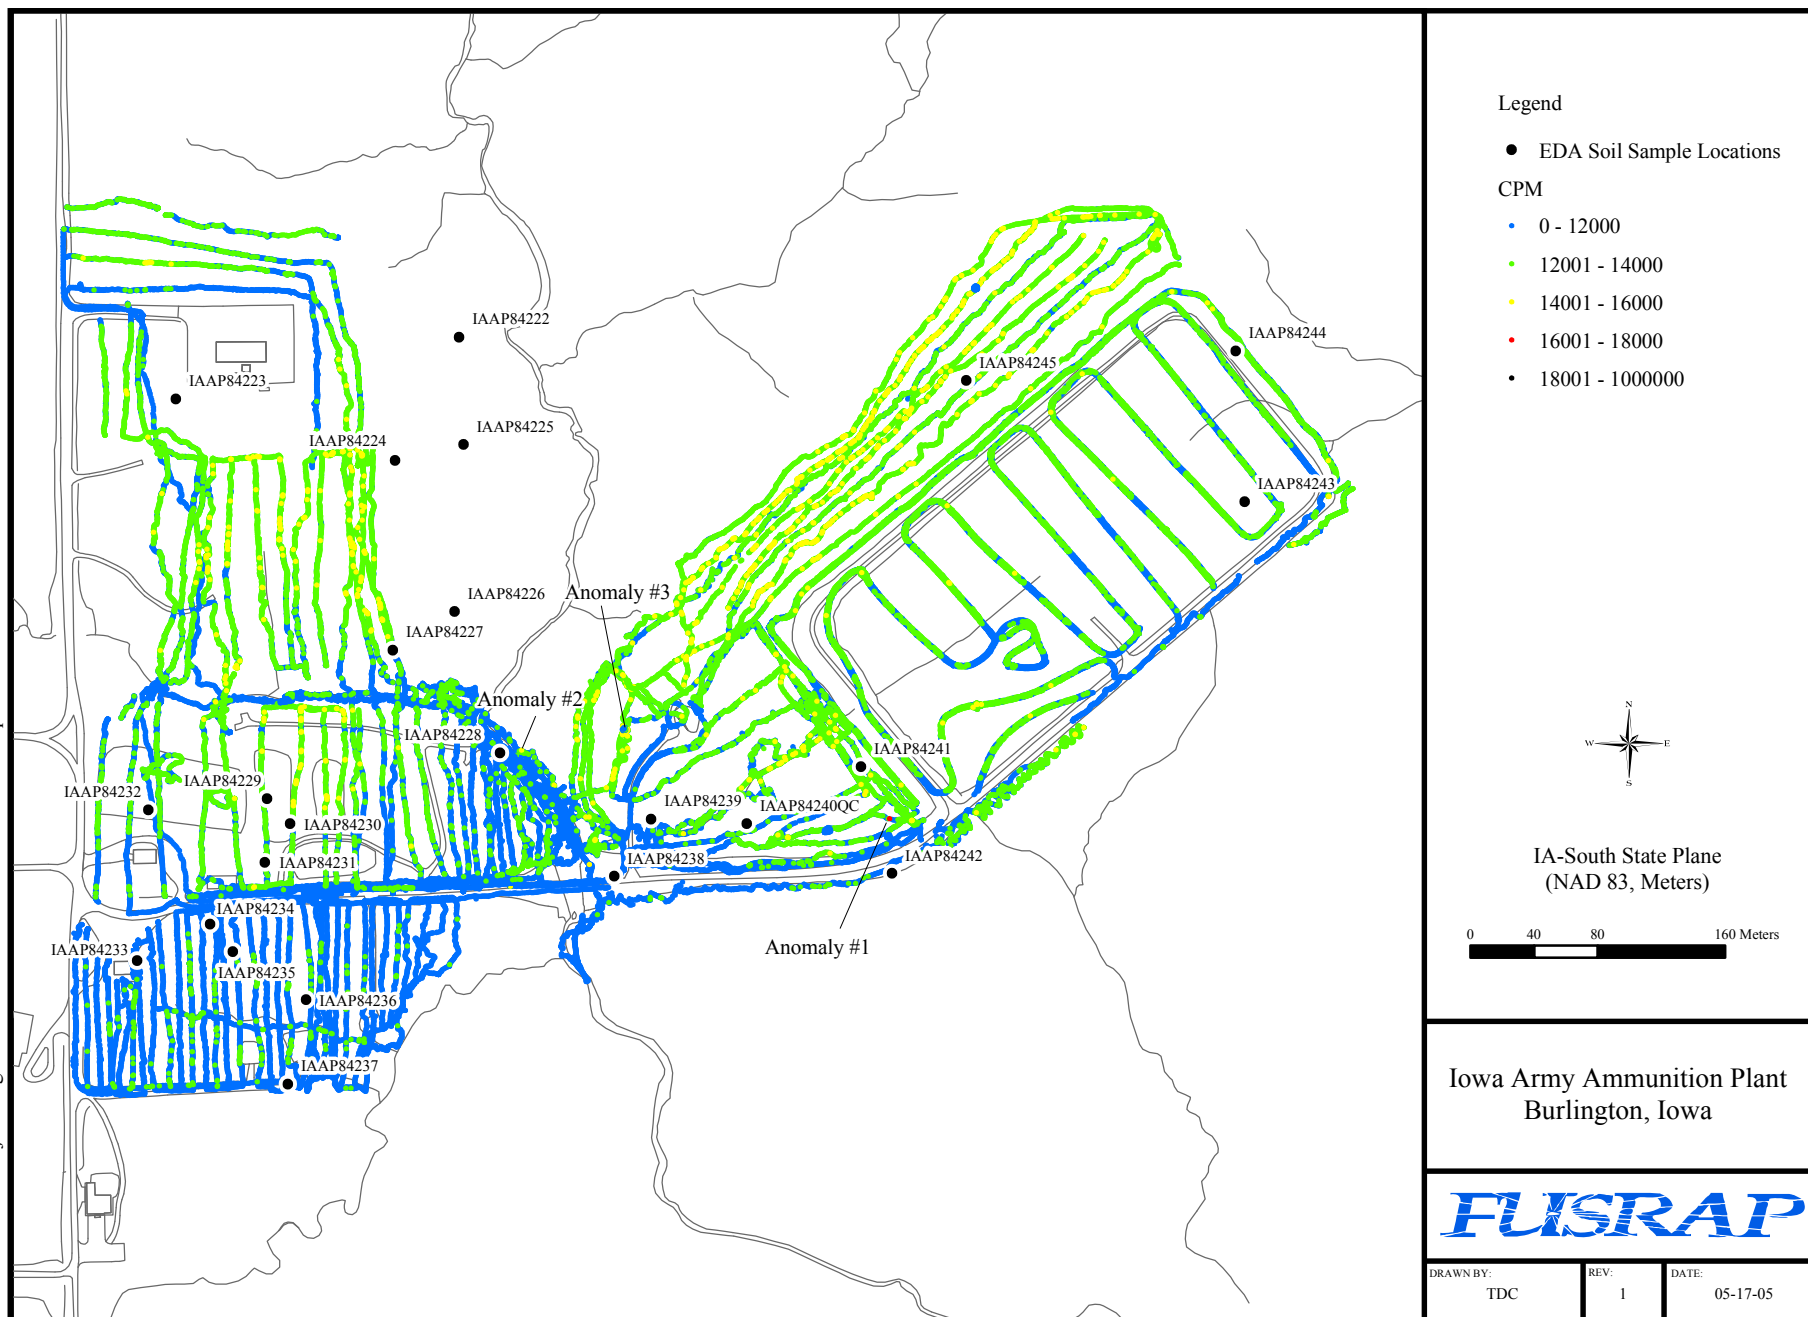 IAAP84222
IAAP84223
IAAP84244
IAAP84245
IAAP84225
IAAP84224
IAAP84243
IAAP84226
Anomaly #3
IAAP84227
Anomaly #2
IAAP84228
IAAP84241
IAAP84229
IAAP84232
IAAP84239
IAAP84240QC
IAAP84230
IAAP84231
IAAP84238
IAAP84242
IAAP84234
IAAP84233
Anomaly #1
IAAP84235
IAAP84236
IAAP84237
Legend
EDA Soil Sample Locations
CPM
0 - 12000
12001 - 14000
14001 - 16000
16001 - 18000
18001 - 1000000
N
W E
S
IA-South State Plane
(NAD 83, Meters)
0 40 80 160 Meters
Iowa Army Ammunition Plant
Burlington, Iowa
FUSRAP
DRAWN BY:
TDC
REV:
1
DATE:
05-17-05